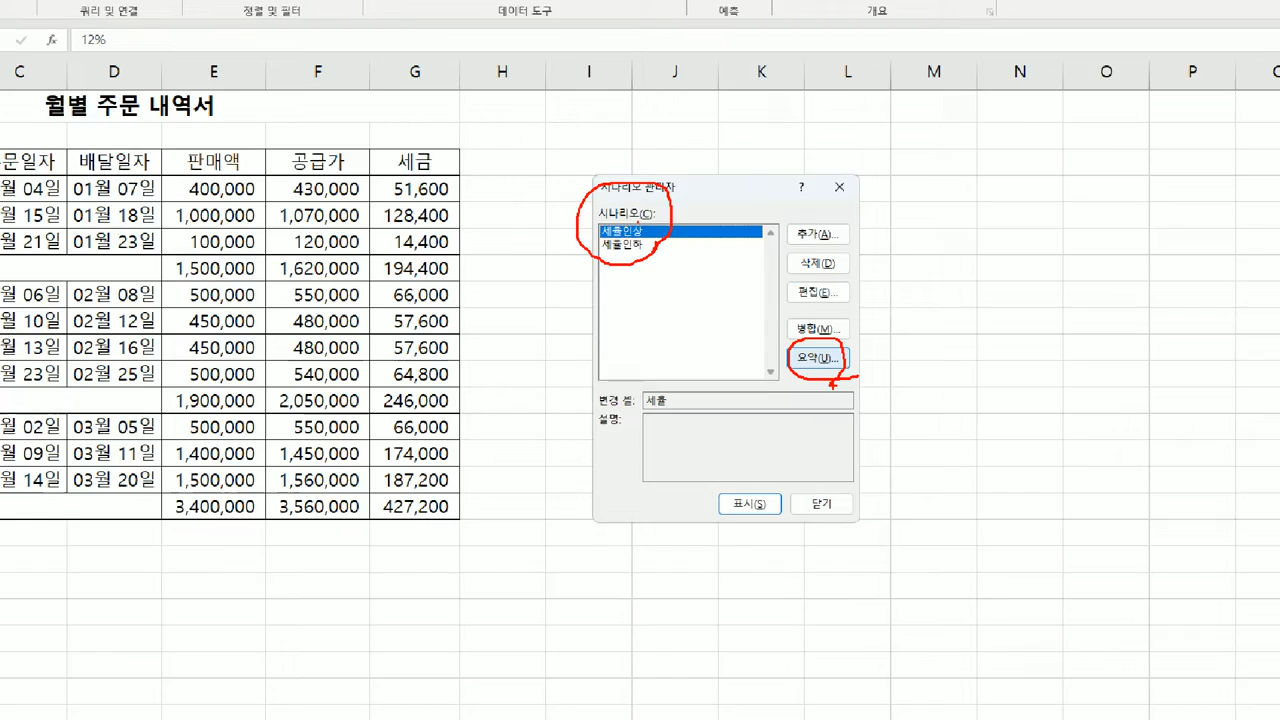 쿼리 및 연결 정렬 및 필터 데이터 도구 예측 개요
fx 12%
C D E F G H I J K L M N O P
월별 주문 내역서
문일자 배달일자 판매액 공급가 세금
월 04일 01월 07일 400,000 430,000 51,600
월 15일 01월 18일 1,000,000 1,070,000 128,400
월 21일 01월 23일 100,000 120,000 14,400
1,500,000 1,620,000 194,400
월 06일 02월 08일 500,000 550,000 66,000
월 10일 02월 12일 450,000 480,000 57,600
월 13일 02월 16일 450,000 480,000 57,600
월 23일 02월 25일 500,000 540,000 64,800
1,900,000 2,050,000 246,000
월 02일 03월 05일 500,000 550,000 66,000
월 09일 03월 11일 1,400,000 1,450,000 174,000
월 14일 03월 20일 1,500,000 1,560,000 187,200
3,400,000 3,560,000 427,200
시나리오 관리자 ?
시나리오(C):
세율인상
세율인하
추가(A)...
삭제(D)
편집(E)...
병합(M)...
요약(U)...
변경 셀: 세율
설명:
표시(S) 닫기